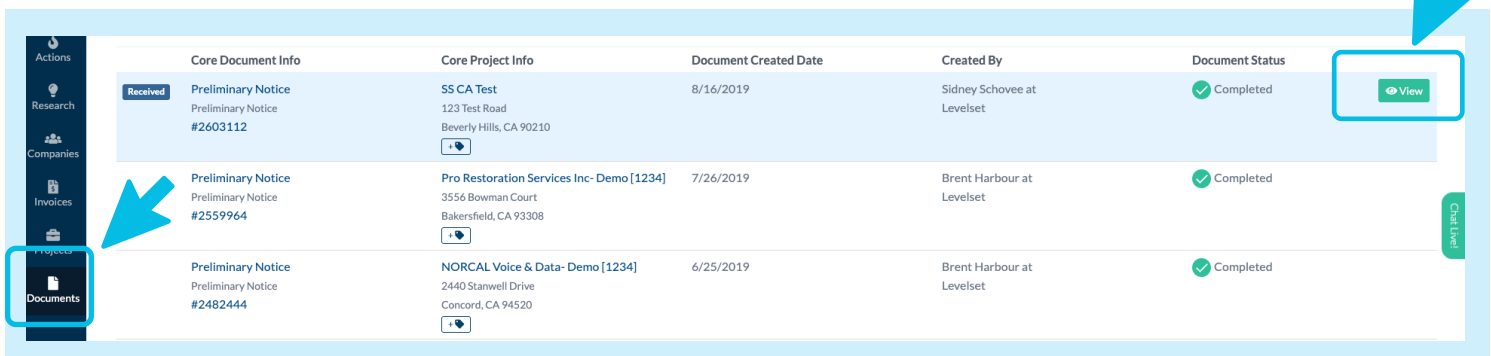 Actions
Research
Companies
Invoices
Projects
Documents
Core Document Info Core Project Info Document Created Date Created By Document Status
Received Preliminary Notice SS CA Test 8/16/2019 Sidney Schovee at Completed View
Preliminary Notice 123 Test Road Levelset
#2603112 Beverly Hills, CA 90210
+
Preliminary Notice Pro Restoration Services Inc- Demo [1234] 7/26/2019 Brent Harbour at Completed
Preliminary Notice 3556 Bowman Court Levelset
#2559964 Bakersfield, CA 93308
+
Preliminary Notice NORCAL Voice & Data- Demo [1234] 6/25/2019 Brent Harbour at Completed
Preliminary Notice 2440 Stanwell Drive Levelset
#2482444 Concord, CA 94520
+
Chat Live!